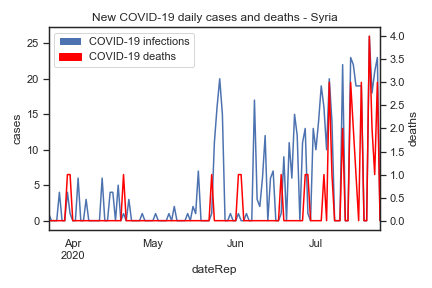 New COVID-19 daily cases and deaths - Syria
COVID-19 infections
COVID-19 deaths
25
20
15
10
5
0
cases
4.0
3.5
3.0
2.5
2.0
1.5
1.0
0.5
0.0
deaths
Apr
2020
May
Jun
Jul
dateRep